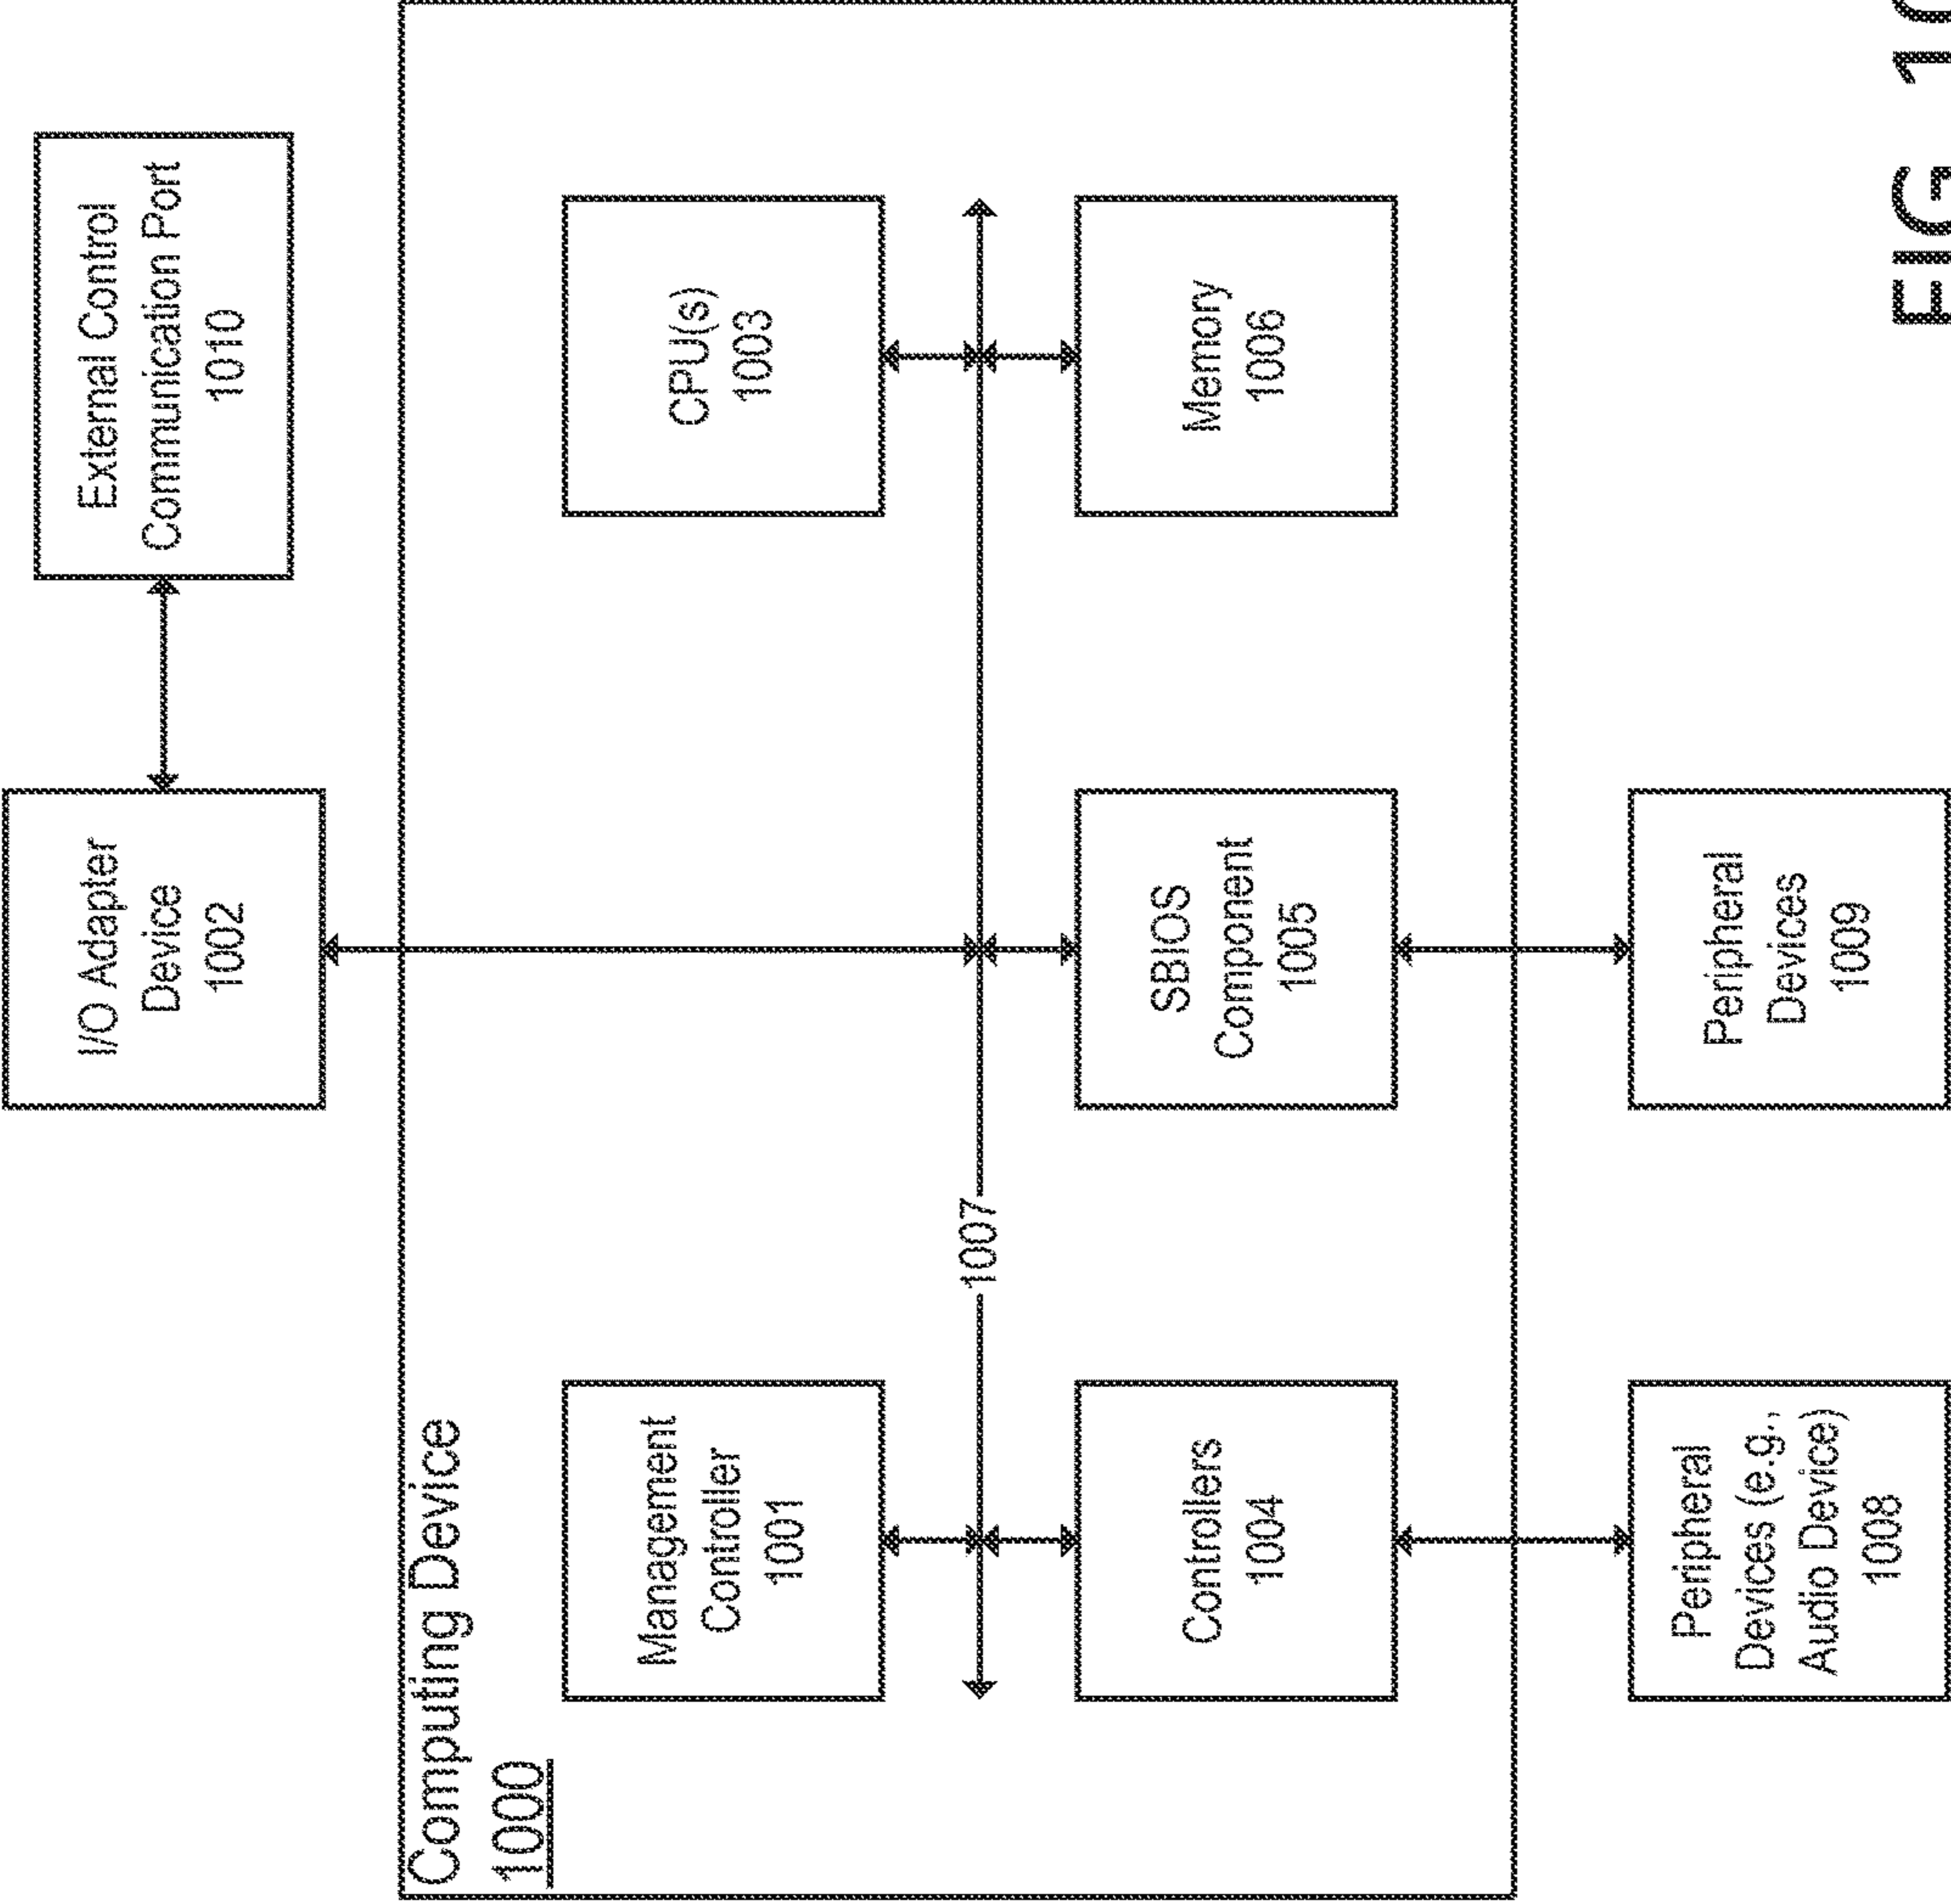 I/O Adapter
Device
1002
External Control
Communication Port
1010
Computing Device
1000
Management
Controller
1001
CPU(s)
1003
1007
Controllers
1004
SBIOS
Component
1005
Memory
1006
Peripheral
Devices (e.g.,
Audio Device)
1008
Peripheral
Devices
1009
FIG 10